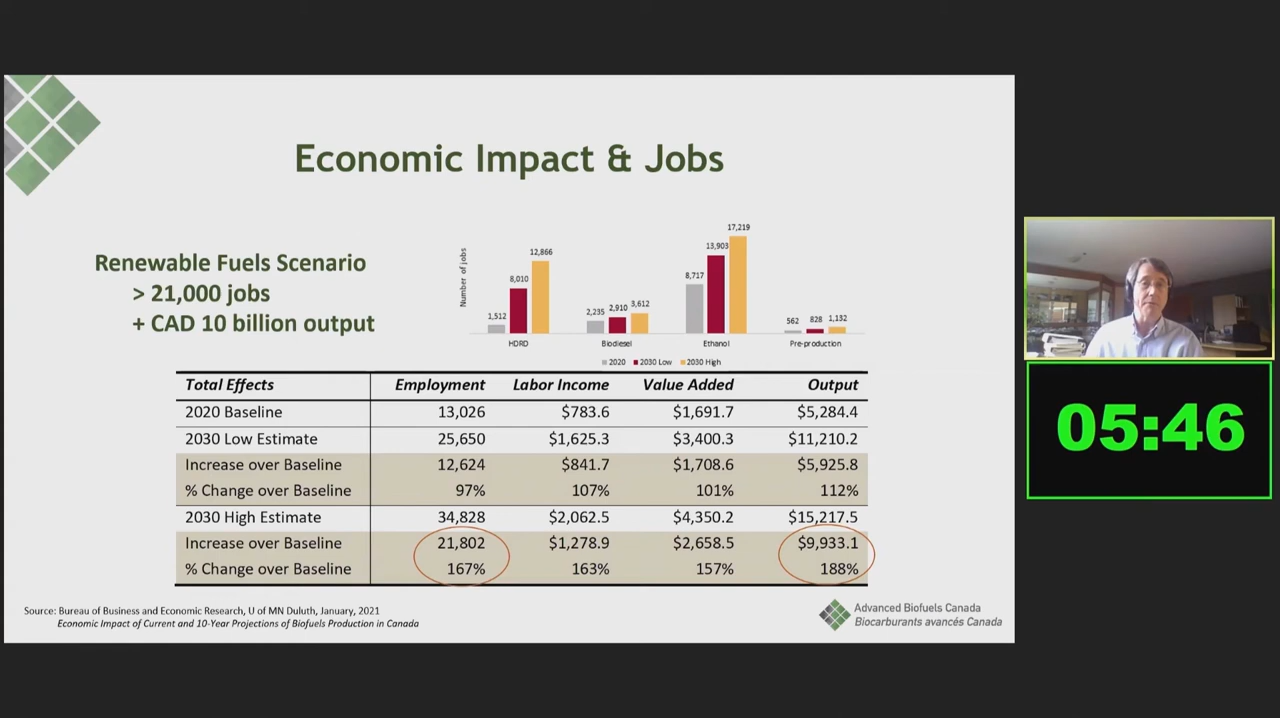 Economic Impact & Jobs
Renewable Fuels Scenario
> 21,000 jobs
+ CAD 10 billion output
Number of jobs
1,512
8,010
12,866
2,235
2,910
3,612
8,717
13,903
17,219
562
828
1,132
HDRD
Biodiesel
Ethanol
Pre-production
2020
2030 Low
2030 High
Total Effects Employment Labor Income Value Added Output
2020 Baseline 13,026 $783.6 $1,691.7 $5,284.4
2030 Low Estimate 25,650 $1,625.3 $3,400.3 $11,210.2
Increase over Baseline 12,624 $841.7 $1,708.6 $5,925.8
% Change over Baseline 97% 107% 101% 112%
2030 High Estimate 34,828 $2,062.5 $4,350.2 $15,217.5
Increase over Baseline 21,802 $1,278.9 $2,658.5 $9,933.1
% Change over Baseline 167% 163% 157% 188%
Source: Bureau of Business and Economic Research, U of MN Duluth, January, 2021
Economic Impact of Current and 10-Year Projections of Biofuels Production in Canada
Advanced Biofuels Canada
Biocarburants avancés Canada
05:46